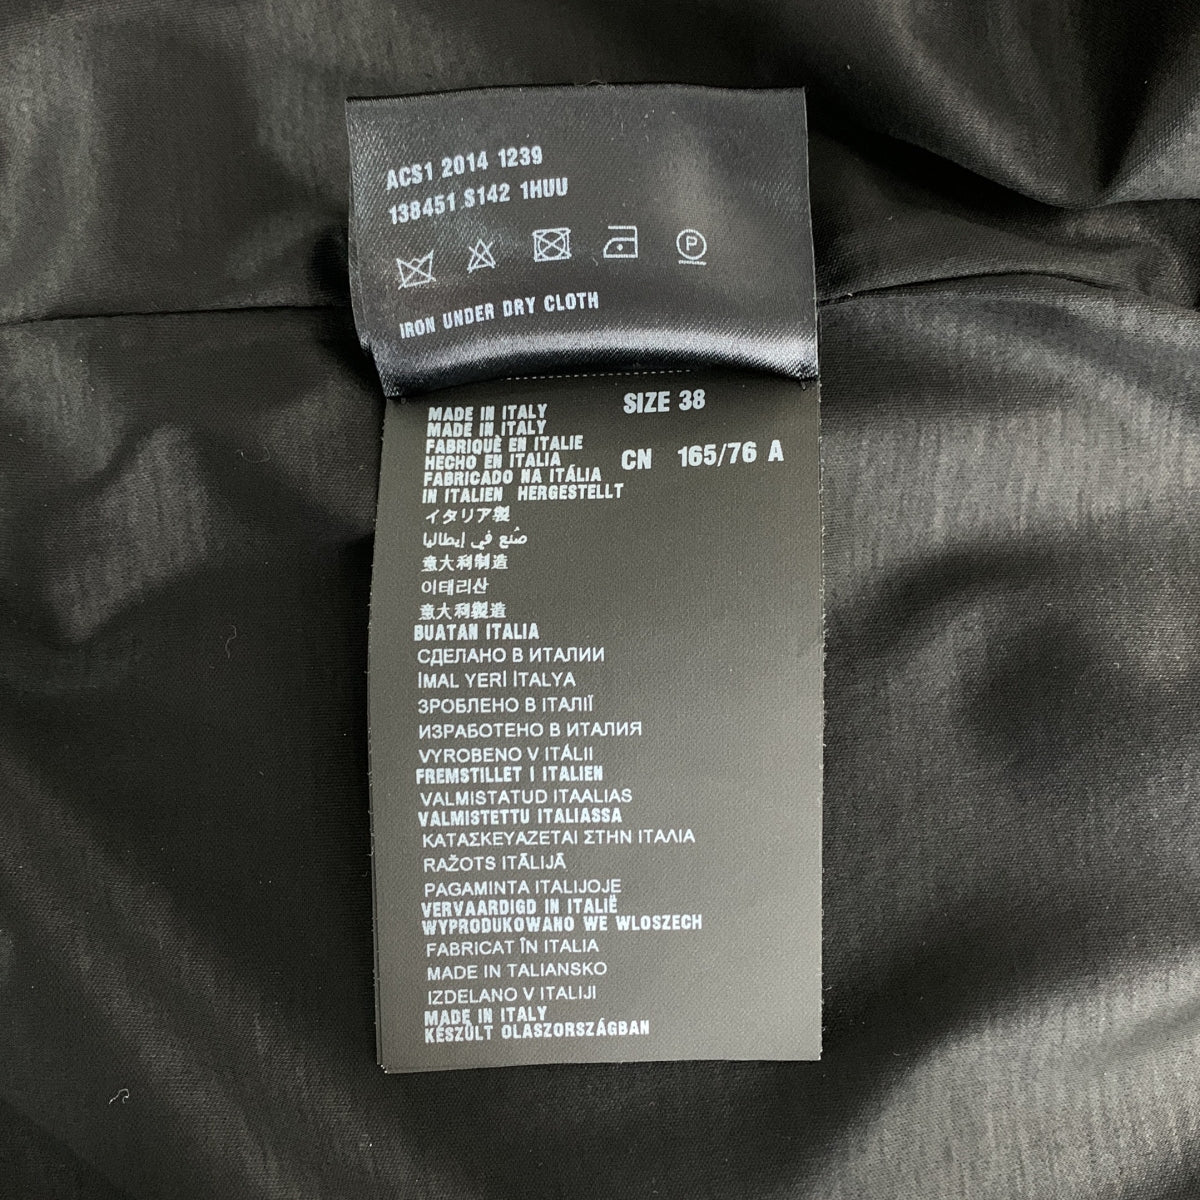 ACS1 2014 1239
138451 S142 1HUU
P
IRON UNDER DRY CLOTH
SIZE 38
CN 165/76 A
MADE IN ITALY
MADE IN ITALY
FABRIQUÈ EN ITALIE
HECHO EN ITALIA
FABRICADO NA ITÁLIA
IN ITALIEN HERGESTELLT
イタリア製
صُنع في إيطاليا
意大利制造
이태리산
意大利製造
BUATAN ITALIA
СДЕЛАНО В ИТАЛИИ
İMAL YERİ İTALYA
ЗРОБЛЕНО В ІТАЛІЇ
ИЗРАБОТЕНО В ИТАЛИЯ
VYROBENO V ITÁLII
FREMSTILLET I ITALIEN
VALMISTATUD ITAALIAS
VALMISTETTU ITALIASSA
ΚΑΤΑΣΚΕΥΑΖΕΤΑΙ ΣΤΗΝ ΙΤΑΛΙΑ
RAŽOTS ITĀLIJĀ
PAGAMINTA ITALIJOJE
VERVAARDIGD IN ITALIË
WYPRODUKOWANO WE WLOSZECH
FABRICAT ÎN ITALIA
MADE IN TALIANSKO
IZDELANO V ITALIJI
MADE IN ITALY
KÉSZÜLT OLASZORSZÁGBAN